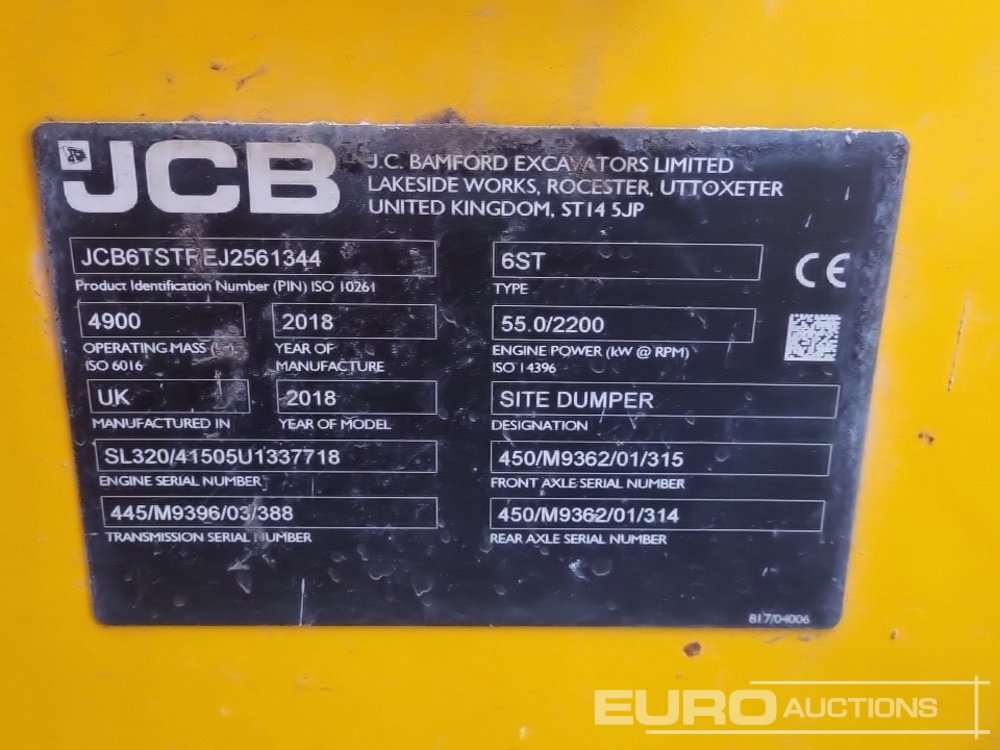 JCB
J.C. BAMFORD EXCAVATORS LIMITED
LAKESIDE WORKS, ROCESTER, UTTOXETER
UNITED KINGDOM, ST14 5JP
JCB6TSTREJ2561344
Product Identification Number (PIN) ISO 10261
6ST
TYPE
CE
4900
OPERATING MASS
ISO 6016
2018
YEAR OF
MANUFACTURE
55.0/2200
ENGINE POWER (kW @ RPM)
ISO 14396
UK
MANUFACTURED IN
2018
YEAR OF MODEL
SITE DUMPER
DESIGNATION
SL320/41505U1337718
ENGINE SERIAL NUMBER
450/M9362/01/315
FRONT AXLE SERIAL NUMBER
445/M9396/03/388
TRANSMISSION SERIAL NUMBER
450/M9362/01/314
REAR AXLE SERIAL NUMBER
817/04006
EURO AUCTIONS